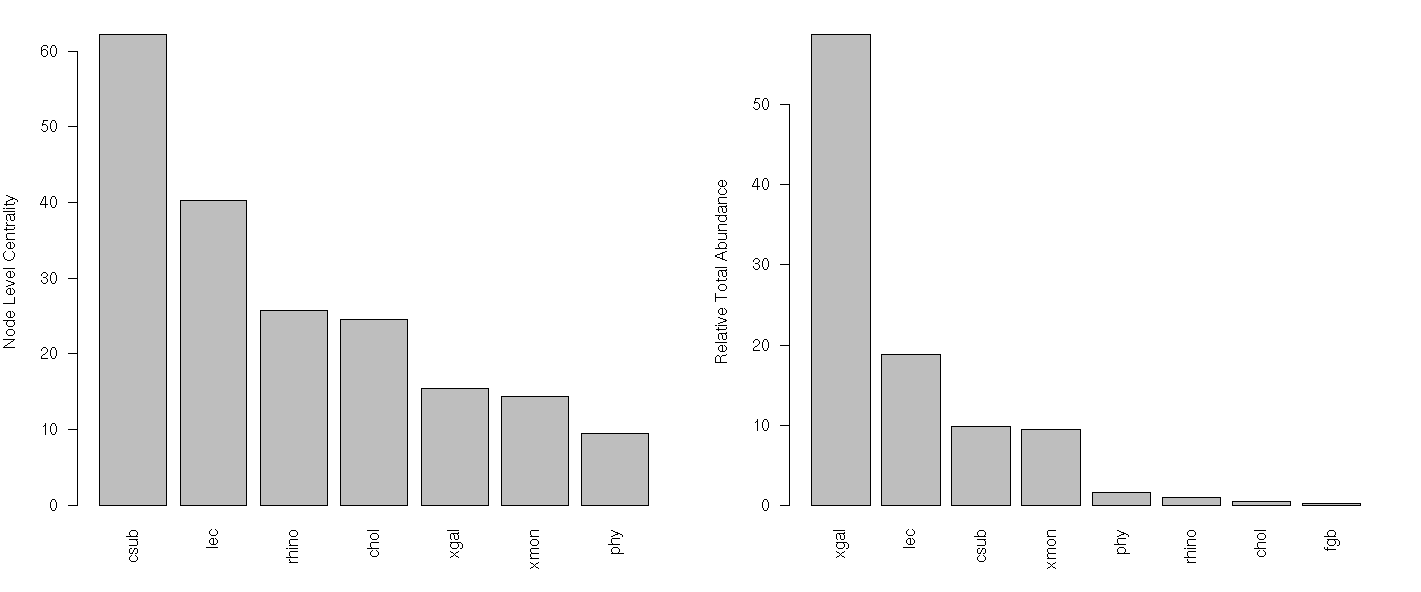 Node Level Centrality
60
50
40
30
20
10
0
csub
lec
rhino
chol
xgal
xmon
phy
Relative Total Abundance
50
40
30
20
10
0
xgal
lec
csub
xmon
phy
rhino
chol
fgb